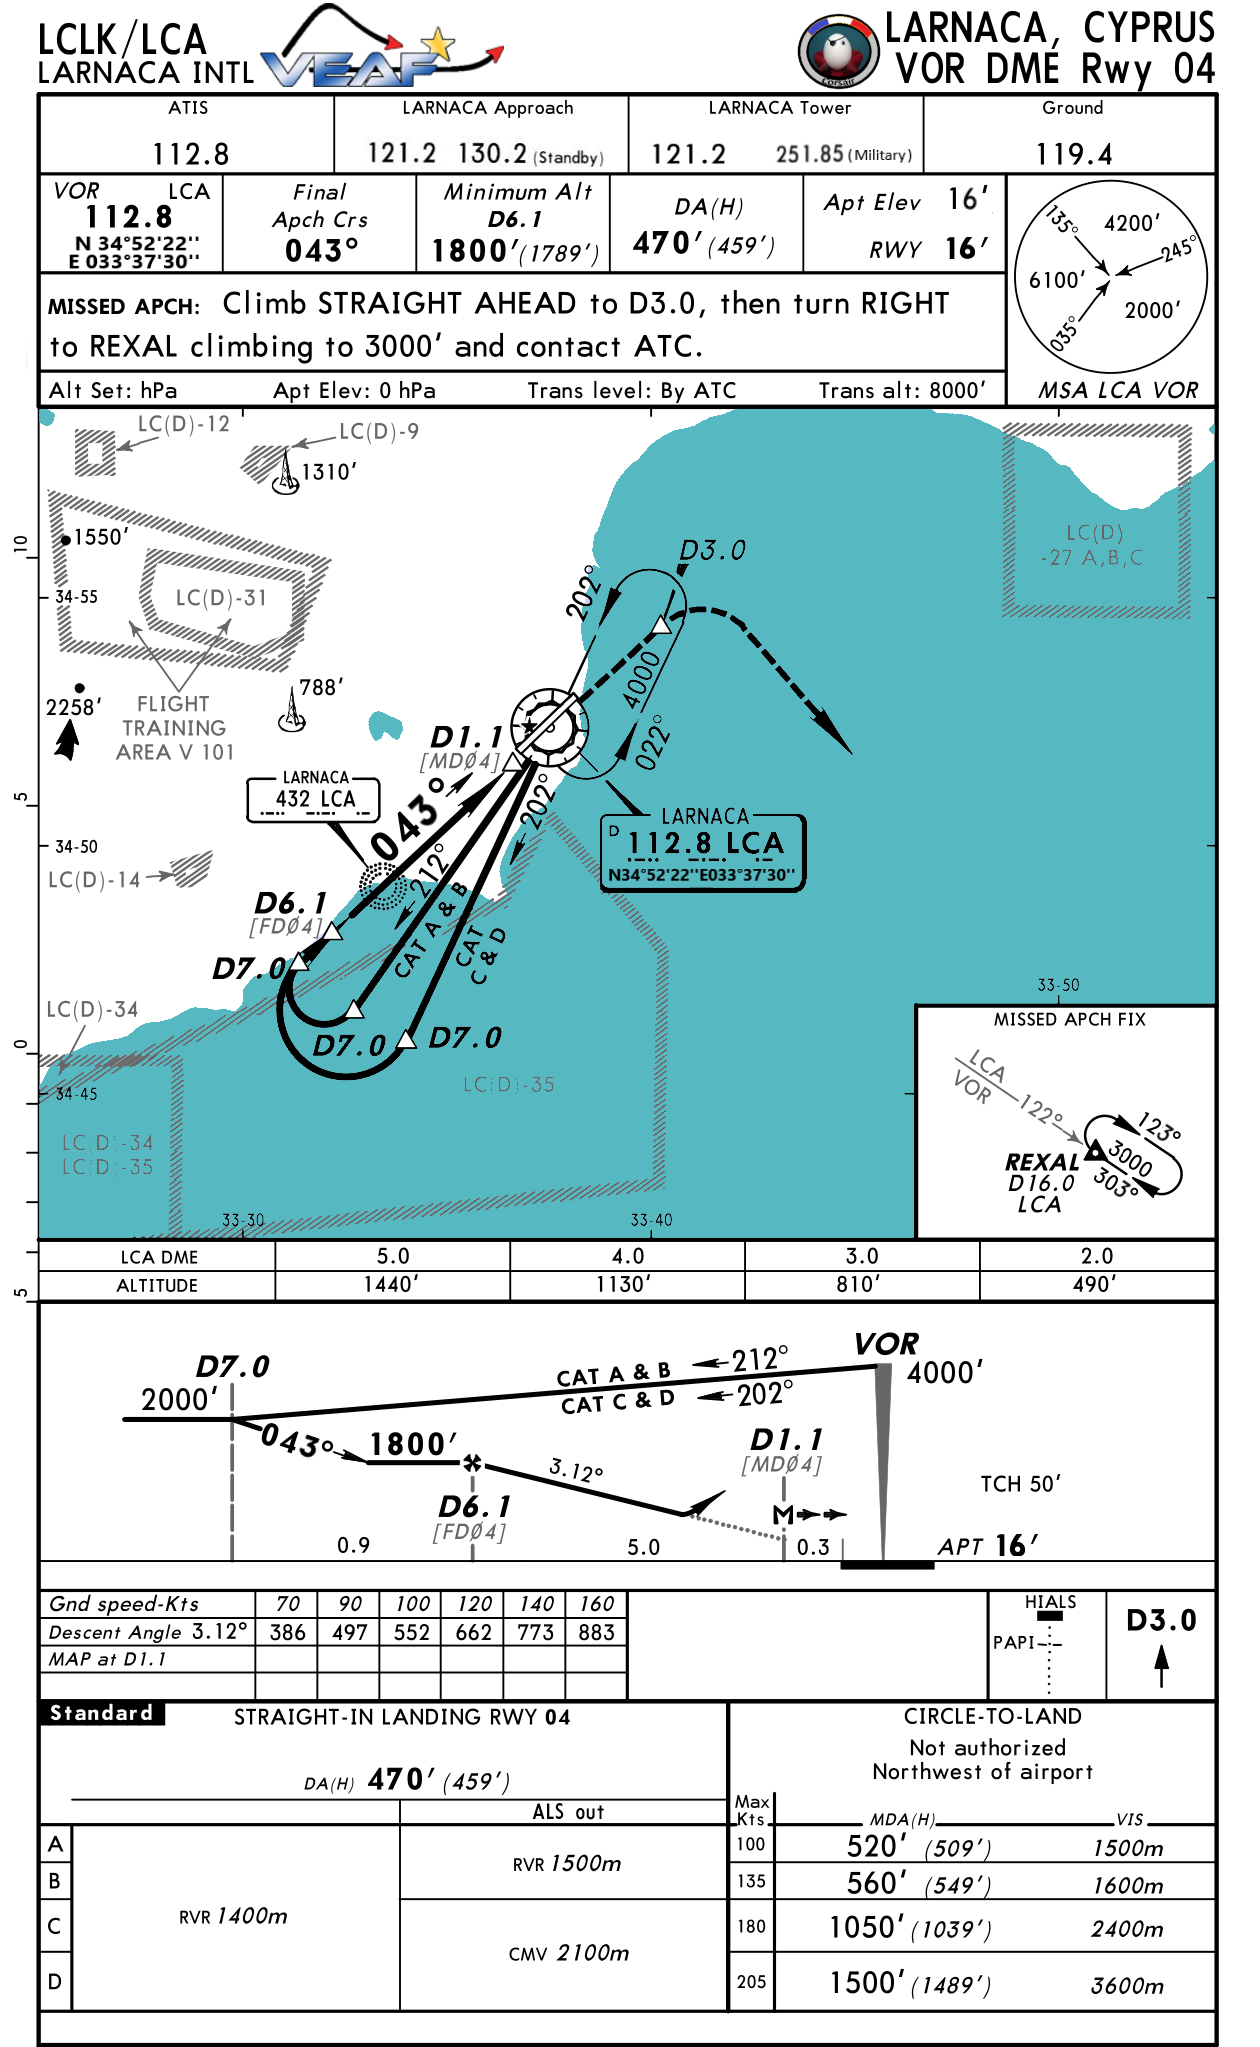 LCLK/LCA
LARNACA INTL
VEAF
Corsair
LARNACA, CYPRUS
VOR DME Rwy 04
ATIS
112.8
LARNACA Approach
121.2 130.2 (Standby)
LARNACA Tower
121.2 251.85 (Military)
Ground
119.4
VOR LCA
112.8
N 34°52'22''
E 033°37'30''
Final
Apch Crs
043°
Minimum Alt
D6.1
1800' (1789')
DA(H)
470' (459')
Apt Elev 16'
RWY 16'
MISSED APCH: Climb STRAIGHT AHEAD to D3.0, then turn RIGHT
to REXAL climbing to 3000' and contact ATC.
Alt Set: hPa Apt Elev: 0 hPa Trans level: By ATC Trans alt: 8000'
135°
4200'
245°
6100'
2000'
035°
MSA LCA VOR
LC(D)-12
LC(D)-9
1310'
1550'
LC(D)
-27 A,B,C
10
34-55
LC(D)-31
D3.0
202°
4000
022°
2258'
FLIGHT
TRAINING
AREA V 101
788'
D1.1
[MDØ4]
LARNACA
432 LCA
043°
202°
LARNACA
D 112.8 LCA
N34°52'22''E033°37'30''
5
34-50
LC(D)-14
212°
CAT A & B
CAT
C & D
D6.1
[FDØ4]
D7.0
D7.0
D7.0
LC(D)-34
33-50
0
34-45
LC(D)-35
LC(D)-34
LC(D)-35
33-30
33-40
MISSED APCH FIX
LCA
VOR
122°
123°
3000
303°
REXAL
D16.0
LCA
5
LCA DME 5.0 4.0 3.0 2.0
ALTITUDE 1440' 1130' 810' 490'
D7.0
2000'
CAT A & B 212°
CAT C & D 202°
VOR
4000'
043°
1800'
3.12°
D6.1
[FDØ4]
D1.1
[MDØ4]
M
TCH 50'
0.9
5.0
0.3
APT 16'
Gnd speed-Kts 70 90 100 120 140 160
Descent Angle 3.12° 386 497 552 662 773 883
MAP at D1.1
HIALS
PAPI
D3.0
Standard
STRAIGHT-IN LANDING RWY 04
DA(H) 470' (459')
ALS out
A
B
C
D
RVR 1400m
RVR 1500m
CMV 2100m
CIRCLE-TO-LAND
Not authorized
Northwest of airport
Max
Kts MDA(H) VIS
100 520' (509') 1500m
135 560' (549') 1600m
180 1050' (1039') 2400m
205 1500' (1489') 3600m